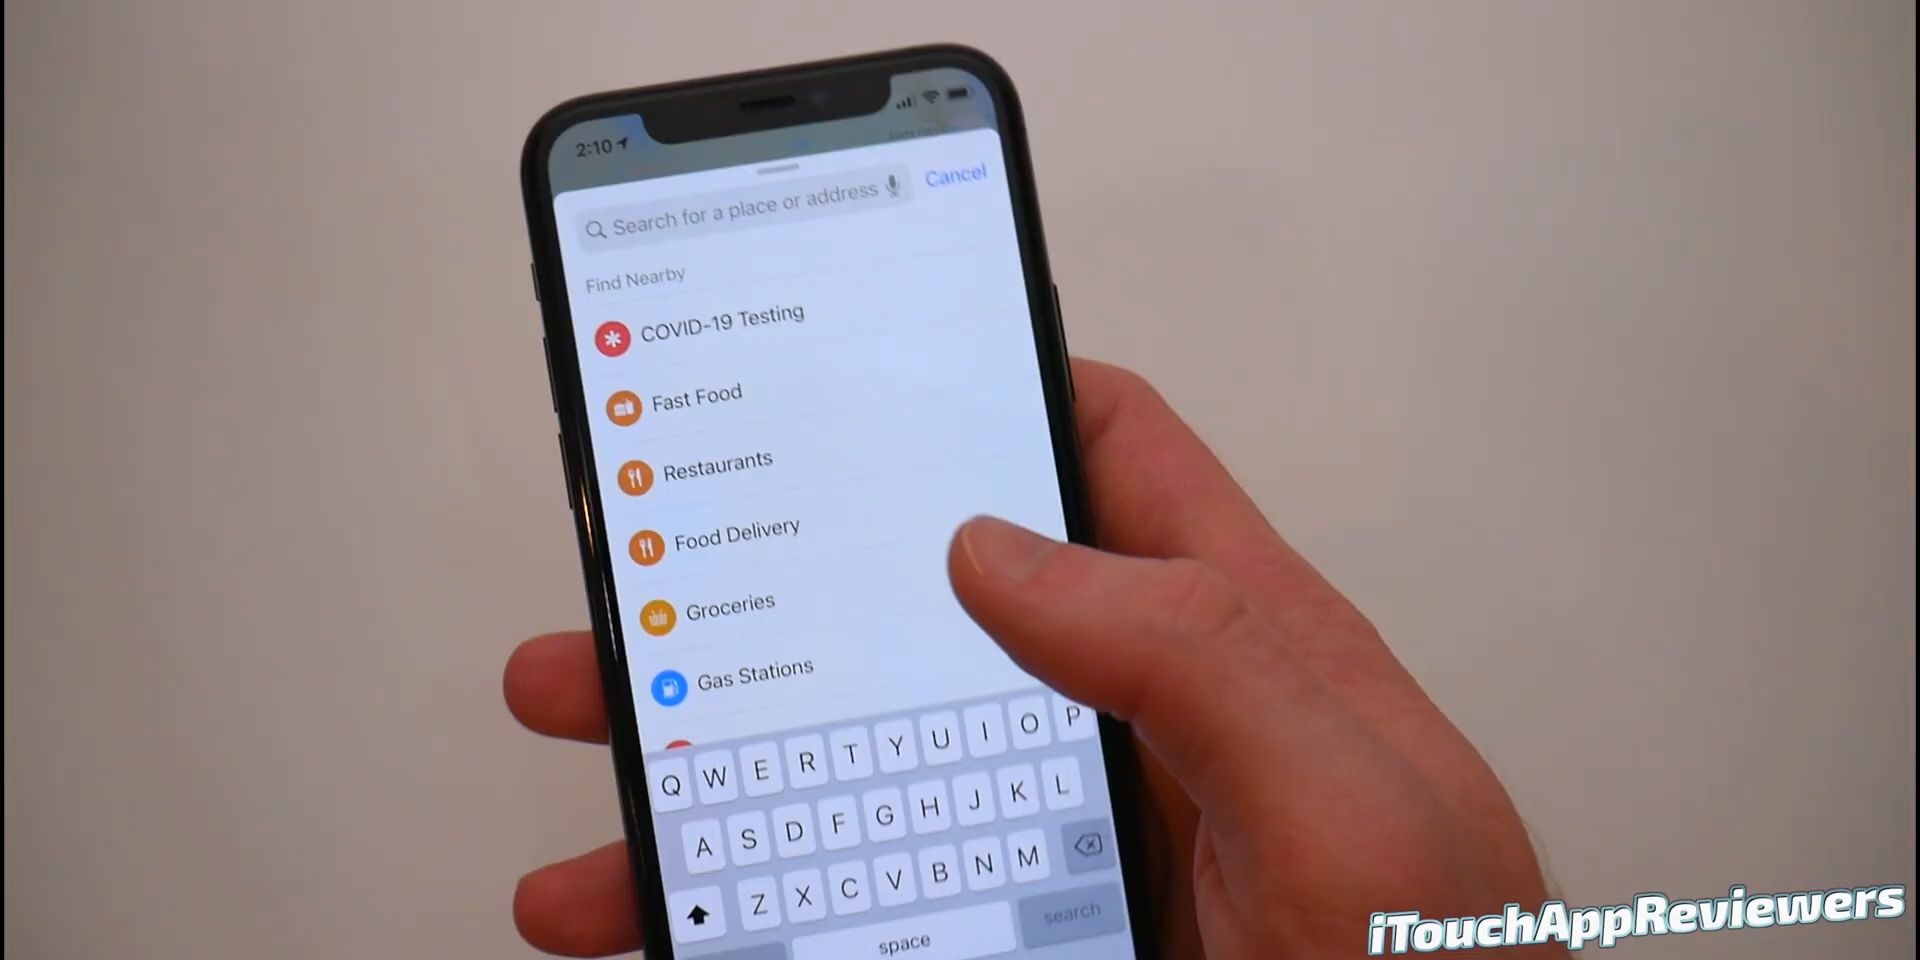 2:10
Search for a place or address
Cancel
Find Nearby
COVID-19 Testing
Fast Food
Restaurants
Food Delivery
Groceries
Gas Stations
Q W E R T Y U I O P
A S D F G H J K L
Z X C V B N M
space
search
iTouchAppReviewers